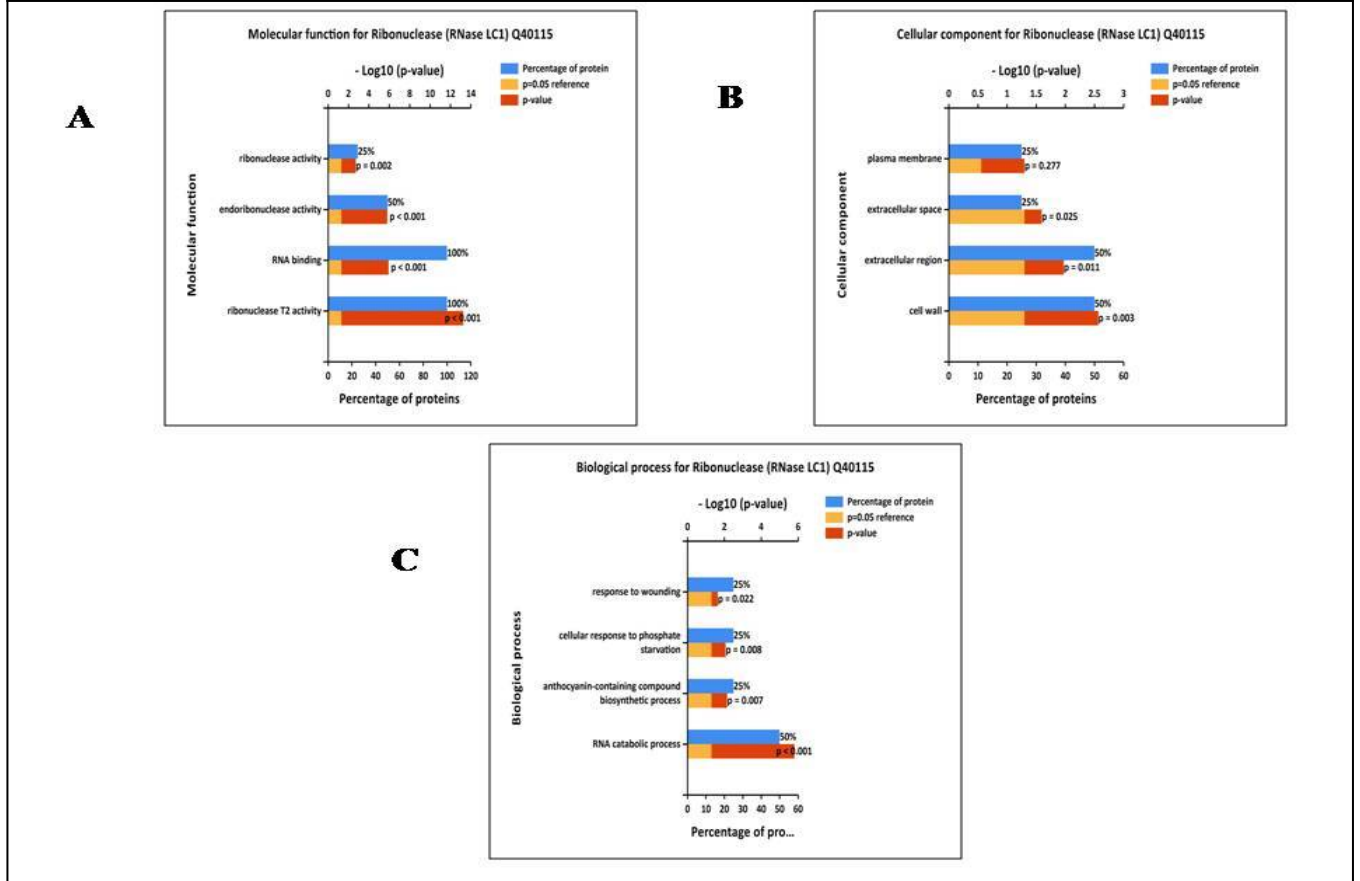 A
Molecular function for Ribonuclease (RNase LC1) Q40115
- Log10 (p-value)
Percentage of protein
p=0.05 reference
p-value
0 2 4 6 8 10 12 14
ribonuclease activity
25%
p = 0.002
endoribonuclease activity
50%
p < 0.001
RNA binding
100%
p < 0.001
ribonuclease T2 activity
100%
p < 0.001
Molecular function
0 20 40 60 80 100 120
Percentage of proteins
B
Cellular component for Ribonuclease (RNase LC1) Q40115
- Log10 (p-value)
Percentage of protein
p=0.05 reference
p-value
0 0.5 1 1.5 2 2.5 3
plasma membrane
25%
p = 0.277
extracellular space
25%
p = 0.025
extracellular region
50%
p = 0.011
cell wall
50%
p = 0.003
Cellular component
0 10 20 30 40 50 60
Percentage of proteins
C
Biological process for Ribonuclease (RNase LC1) Q40115
- Log10 (p-value)
Percentage of protein
p=0.05 reference
p-value
0 2 4 6
response to wounding
25%
p = 0.022
cellular response to phosphate
starvation
25%
p = 0.008
anthocyanin-containing compound
biosynthetic process
25%
p = 0.007
RNA catabolic process
50%
p < 0.001
Biological process
0 10 20 30 40 50 60
Percentage of pro...